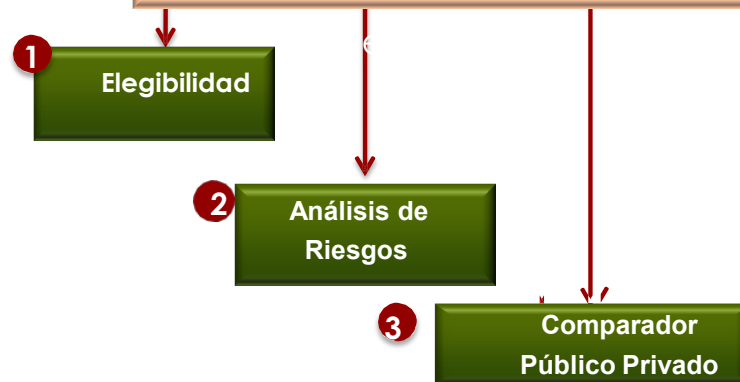 1
Elegibilidad
2
Análisis de
Riesgos
3
Comparador
Público Privado